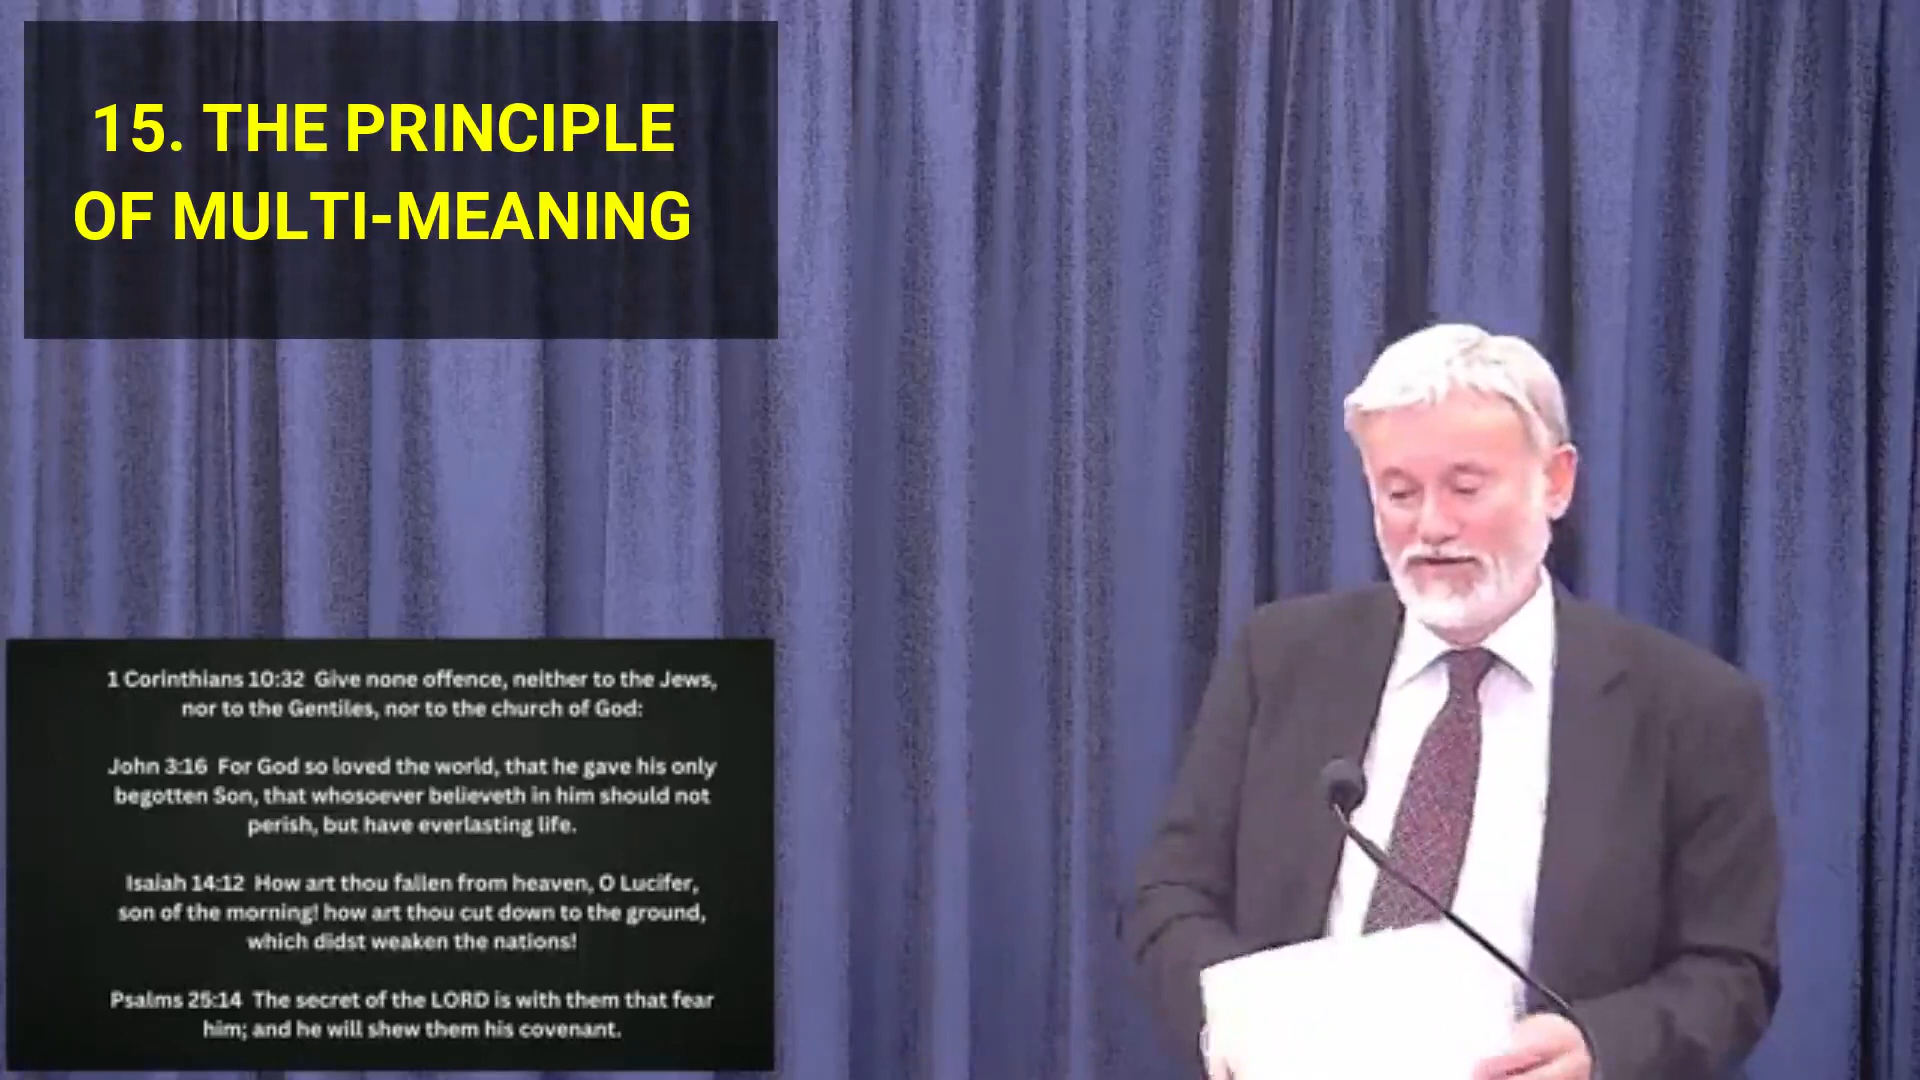 15. THE PRINCIPLE
OF MULTI-MEANING
1 Corinthians 10:32 Give none offence, neither to the Jews,
nor to the Gentiles, nor to the church of God:
John 3:16 For God so loved the world, that he gave his only
begotten Son, that whosoever believeth in him should not
perish, but have everlasting life.
Isaiah 14:12 How art thou fallen from heaven, O Lucifer,
son of the morning! how art thou cut down to the ground,
which didst weaken the nations!
Psalms 25:14 The secret of the LORD is with them that fear
him; and he will shew them his covenant.